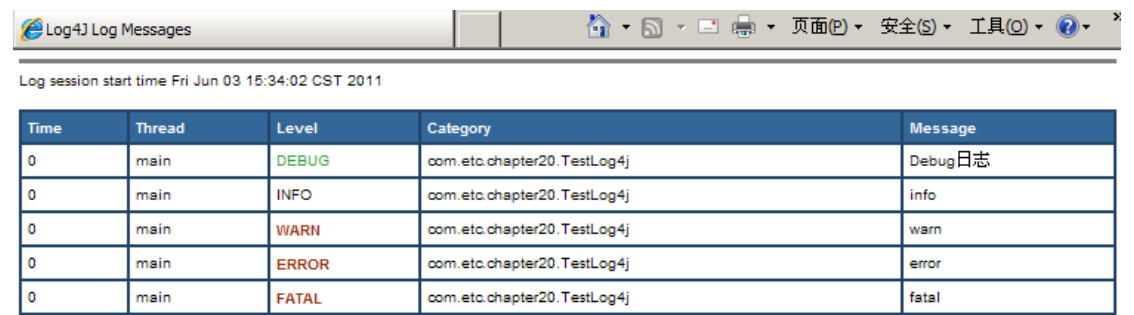 Log4J Log Messages 页面(P) 安全(S) 工具(O) »
Log session start time Fri Jun 03 15:34:02 CST 2011
Time Thread Level Category Message
0 main DEBUG com.etc.chapter20.TestLog4j Debug日志
0 main INFO com.etc.chapter20.TestLog4j info
0 main WARN com.etc.chapter20.TestLog4j warn
0 main ERROR com.etc.chapter20.TestLog4j error
0 main FATAL com.etc.chapter20.TestLog4j fatal